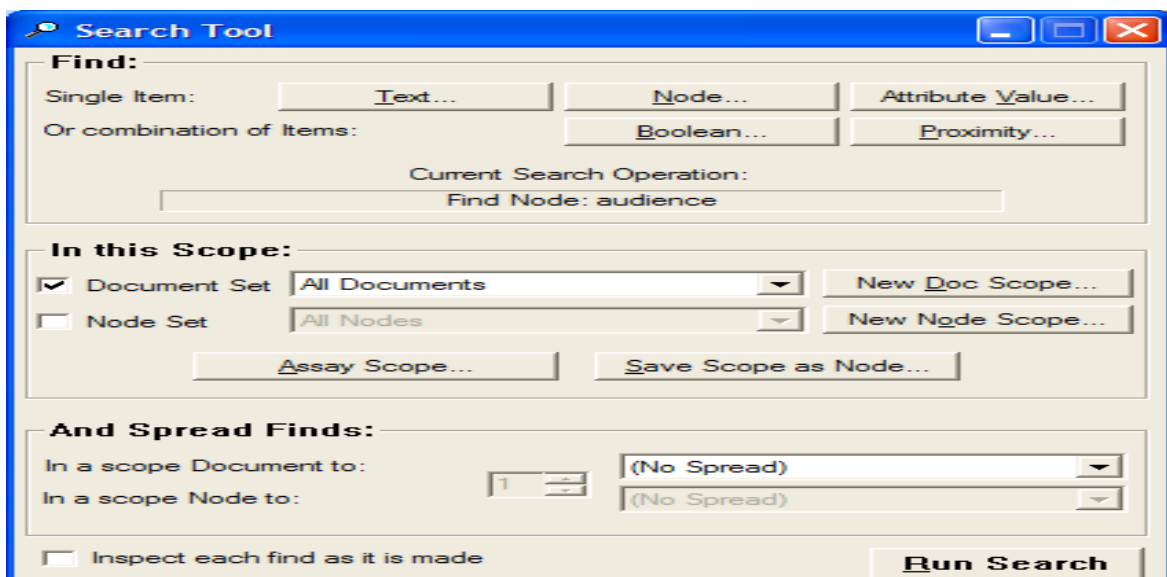 Search Tool
Find:
Single Item: Text... Node... Attribute Value...
Or combination of Items: Boolean... Proximity...
Current Search Operation:
Find Node: audience
In this Scope:
Document Set All Documents New Doc Scope...
Node Set All Nodes New Node Scope...
Assay Scope... Save Scope as Node...
And Spread Finds:
In a scope Document to: 1 (No Spread)
In a scope Node to: (No Spread)
Inspect each find as it is made Run Search